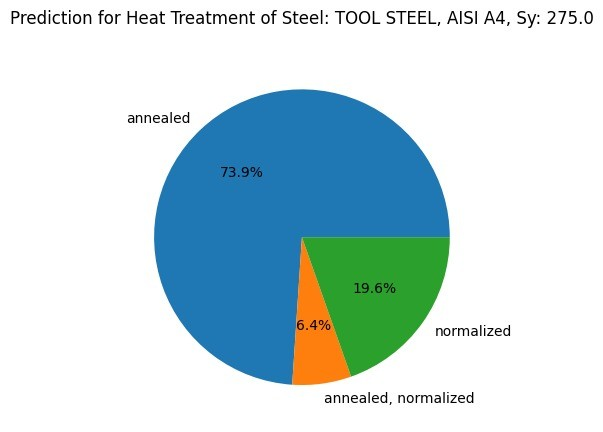 Prediction for Heat Treatment of Steel: TOOL STEEL, AISI A4, Sy: 275.0
annealed
73.9%
19.6%
6.4%
normalized
annealed, normalized